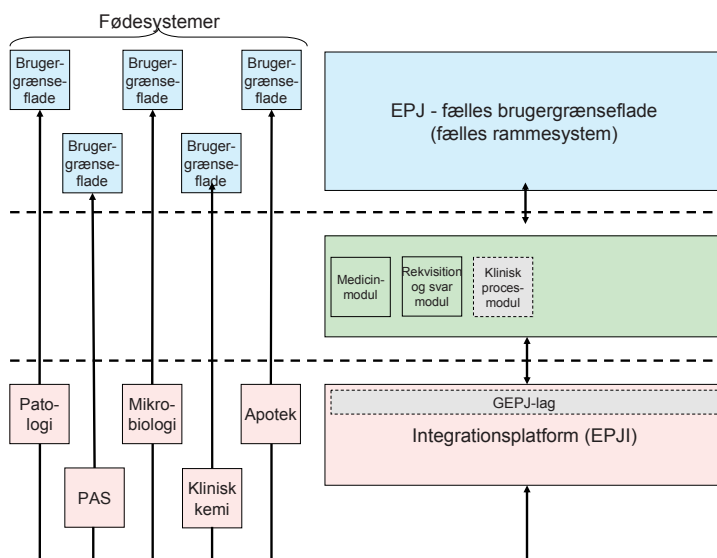 Fødesystemer
Bruger-
grænse-
flade
Bruger-
grænse-
flade
Bruger-
grænse-
flade
Bruger-
grænse-
flade
Bruger-
grænse-
flade
EPJ - fælles brugergrænseflade
(fælles rammesystem)
Medicin-
modul
Rekvisition
og svar
modul
Klinisk
proces-
modul
Pato-
logi
Mikro-
biologi
Apotek
PAS
Klinisk
kemi
GEPJ-lag
Integrationsplatform (EPJI)